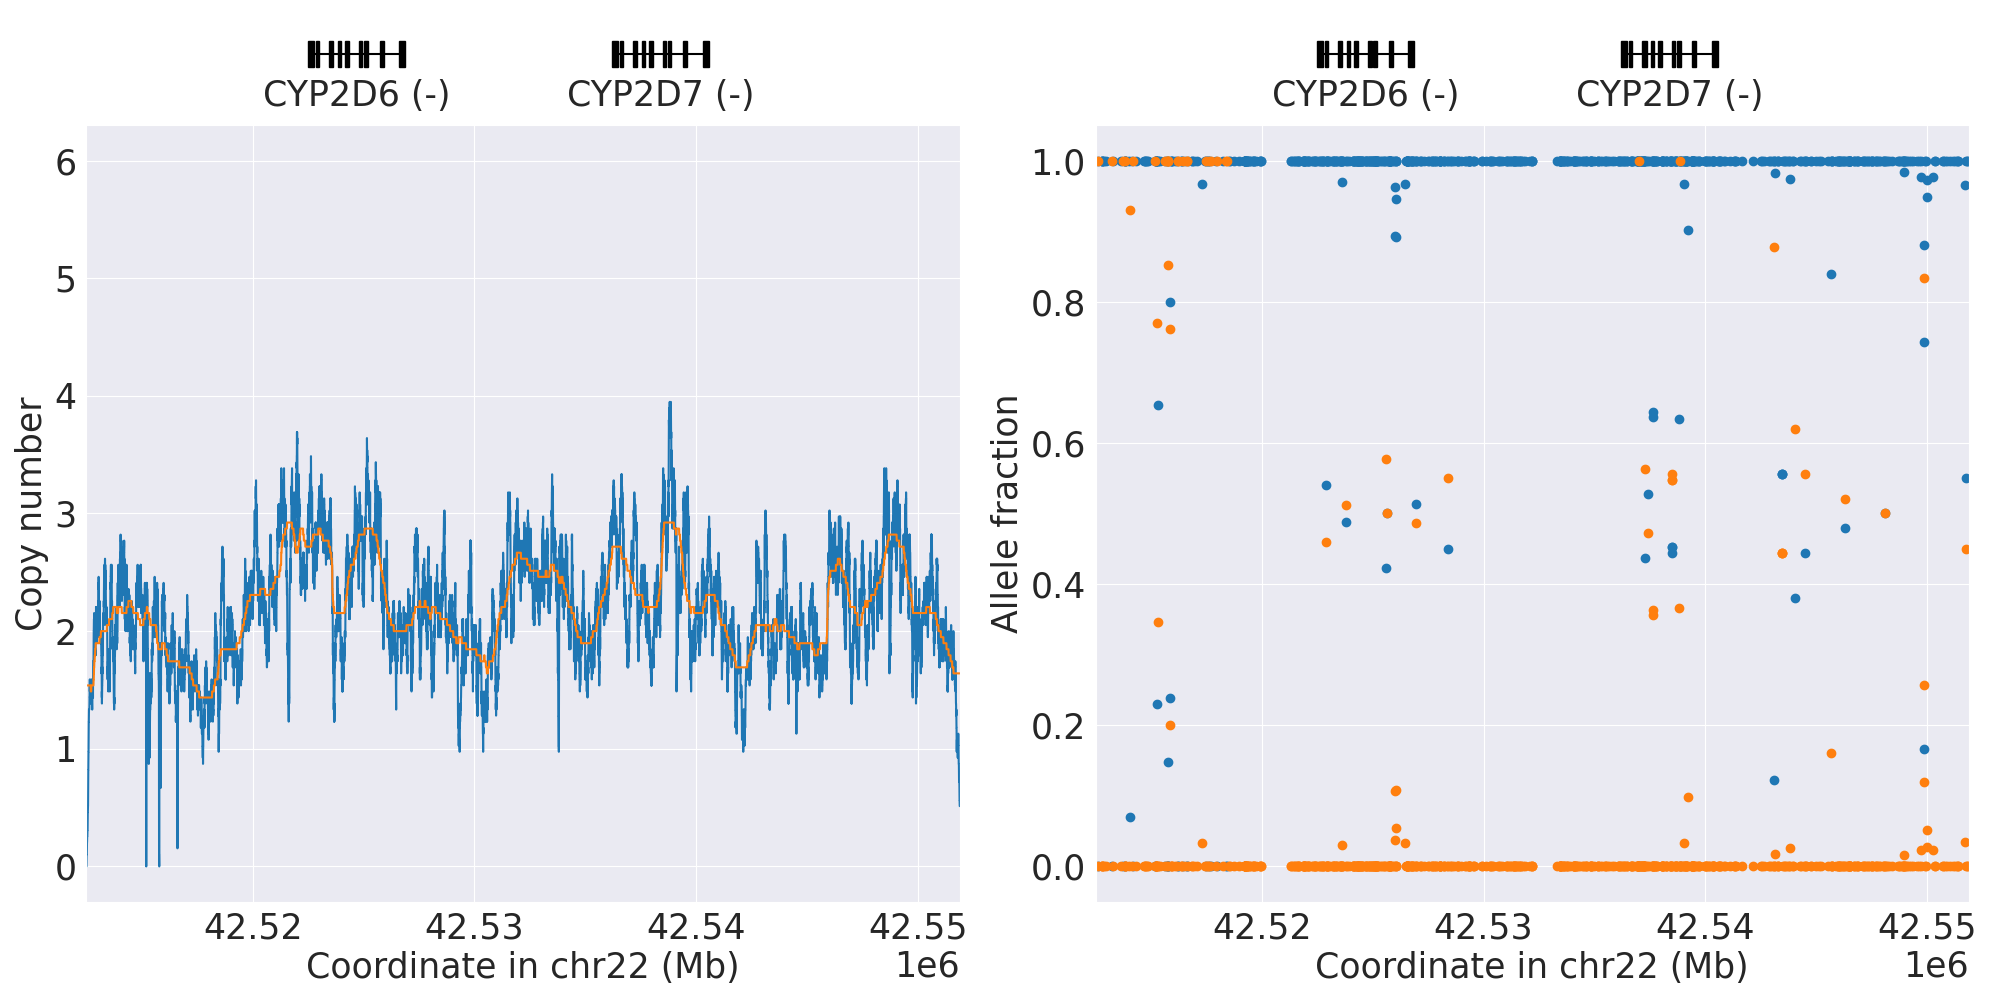 CYP2D6 (-) CYP2D7 (-)
6
5
4
3
2
1
0
Copy number
42.52 42.53 42.54 42.55
Coordinate in chr22 (Mb)
1e6
CYP2D6 (-) CYP2D7 (-)
1.0
0.8
0.6
0.4
0.2
0.0
Allele fraction
42.52 42.53 42.54 42.55
Coordinate in chr22 (Mb)
1e6